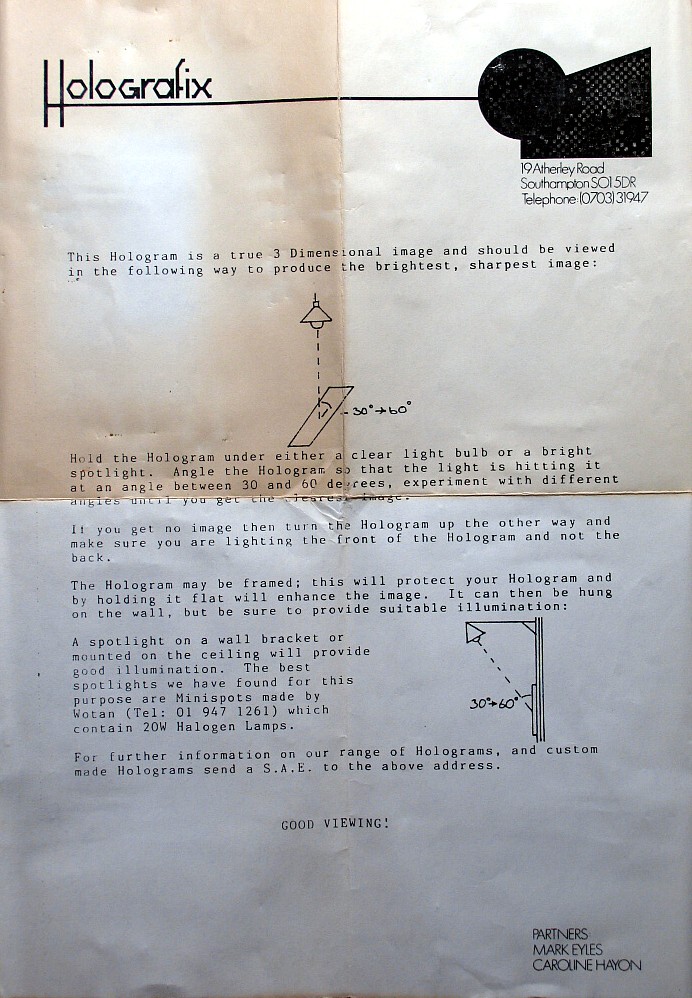 Holografix
19 Atherley Road
Southampton SO1 5DR
Telephone: (0703) 31947
This Hologram is a true 3 Dimensional image and should be viewed
in the following way to produce the brightest, sharpest image:
30°→60°
Hold the Hologram under either a clear light bulb or a bright
spotlight. Angle the Hologram so that the light is hitting it
at an angle between 30 and 60 degrees, experiment with different
angles until you get the clearest image.
If you get no image then turn the Hologram up the other way and
make sure you are lighting the front of the Hologram and not the
back.
The Hologram may be framed; this will protect your Hologram and
by holding it flat will enhance the image. It can then be hung
on the wall, but be sure to provide suitable illumination:
A spotlight on a wall bracket or
mounted on the ceiling will provide
good illumination. The best
spotlights we have found for this
purpose are Minispots made by
Wotan (Tel: 01 947 1261) which
contain 20W Halogen Lamps.
30°→60°
For further information on our range of Holograms, and custom
made Holograms send a S.A.E. to the above address.
GOOD VIEWING!
PARTNERS
MARK EYLES
CAROLINE HAYON